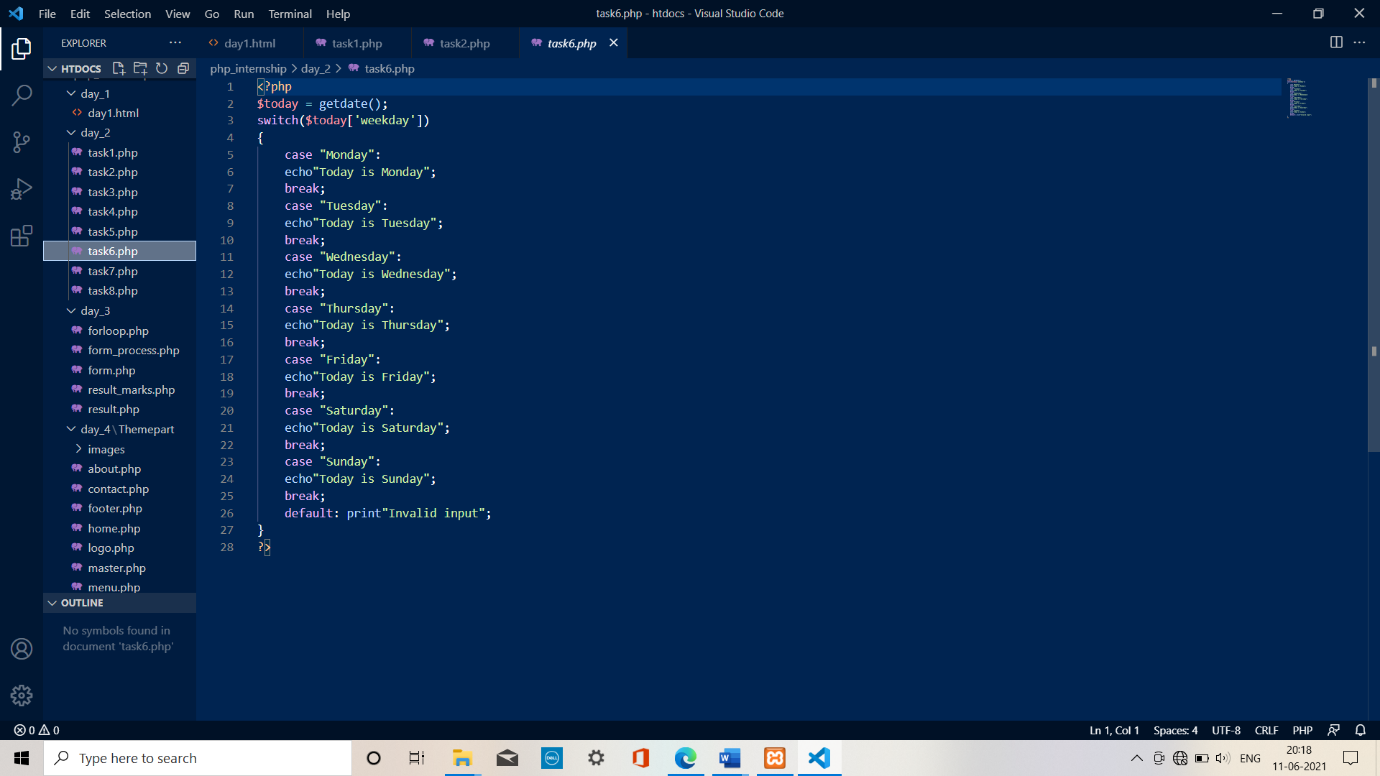 File Edit Selection View Go Run Terminal Help task6.php - htdocs - Visual Studio Code
EXPLORER
day1.html task1.php task2.php task6.php
HTDOCS
php_internship > day_2 > task6.php
day_1
day1.html
day_2
task1.php
task2.php
task3.php
task4.php
task5.php
task6.php
task7.php
task8.php
day_3
forloop.php
form_process.php
form.php
result_marks.php
result.php
day_4\Themepart
images
about.php
contact.php
footer.php
home.php
logo.php
master.php
menu.php
OUTLINE
No symbols found in
document 'task6.php'
1 <?php
2 $today = getdate();
3 switch($today['weekday'])
4 {
5 case "Monday":
6 echo"Today is Monday";
7 break;
8 case "Tuesday":
9 echo"Today is Tuesday";
10 break;
11 case "Wednesday":
12 echo"Today is Wednesday";
13 break;
14 case "Thursday":
15 echo"Today is Thursday";
16 break;
17 case "Friday":
18 echo"Today is Friday";
19 break;
20 case "Saturday":
21 echo"Today is Saturday";
22 break;
23 case "Sunday":
24 echo"Today is Sunday";
25 break;
26 default: print"Invalid input";
27 }
28 ?>
0 0 Ln 1, Col 1 Spaces: 4 UTF-8 CRLF PHP
Type here to search
DELL
ENG
20:18
11-06-2021